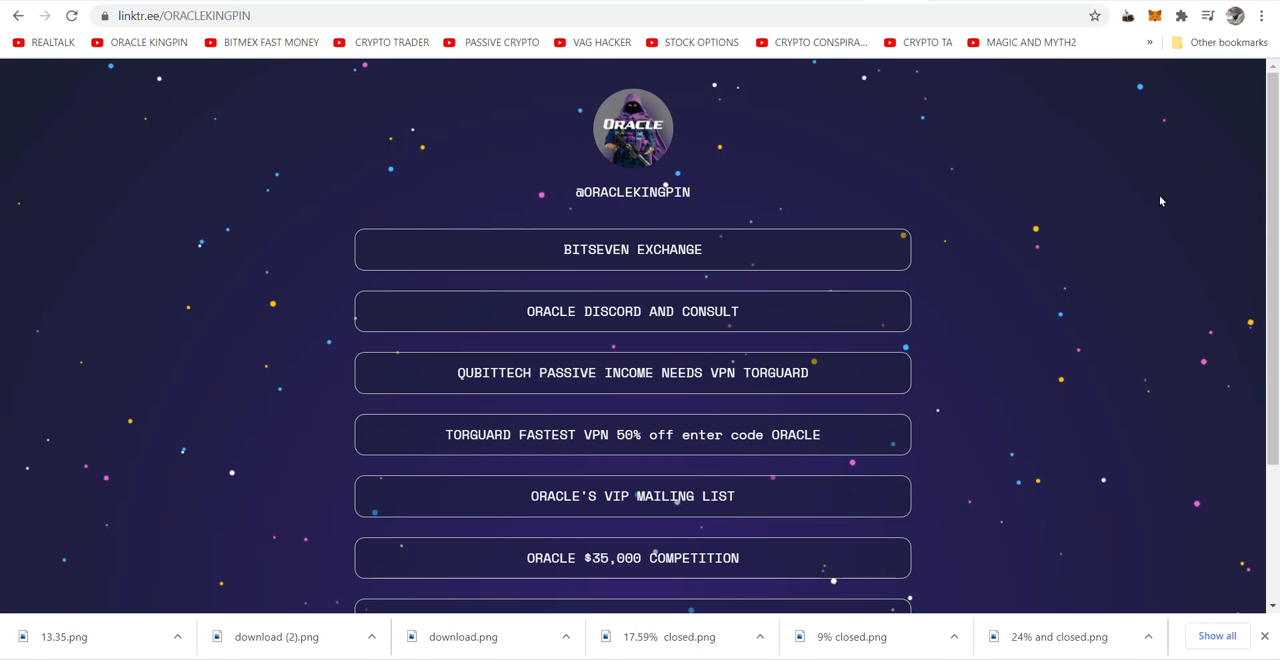 linktr.ee/ORACLEKINGPIN
REALTALK ORACLE KINGPIN BITMEX FAST MONEY CRYPTO TRADER PASSIVE CRYPTO VAG HACKER STOCK OPTIONS CRYPTO CONSPIRA... CRYPTO TA MAGIC AND MYTH2 » Other bookmarks
ORACLE
@ORACLEKINGPIN
BITSEVEN EXCHANGE
ORACLE DISCORD AND CONSULT
QUBITTECH PASSIVE INCOME NEEDS VPN TORGUARD
TORGUARD FASTEST VPN 50% off enter code ORACLE
ORACLE'S VIP MAILING LIST
ORACLE $35,000 COMPETITION
13.35.png download (2).png download.png 17.59% closed.png 9% closed.png 24% and closed.png Show all